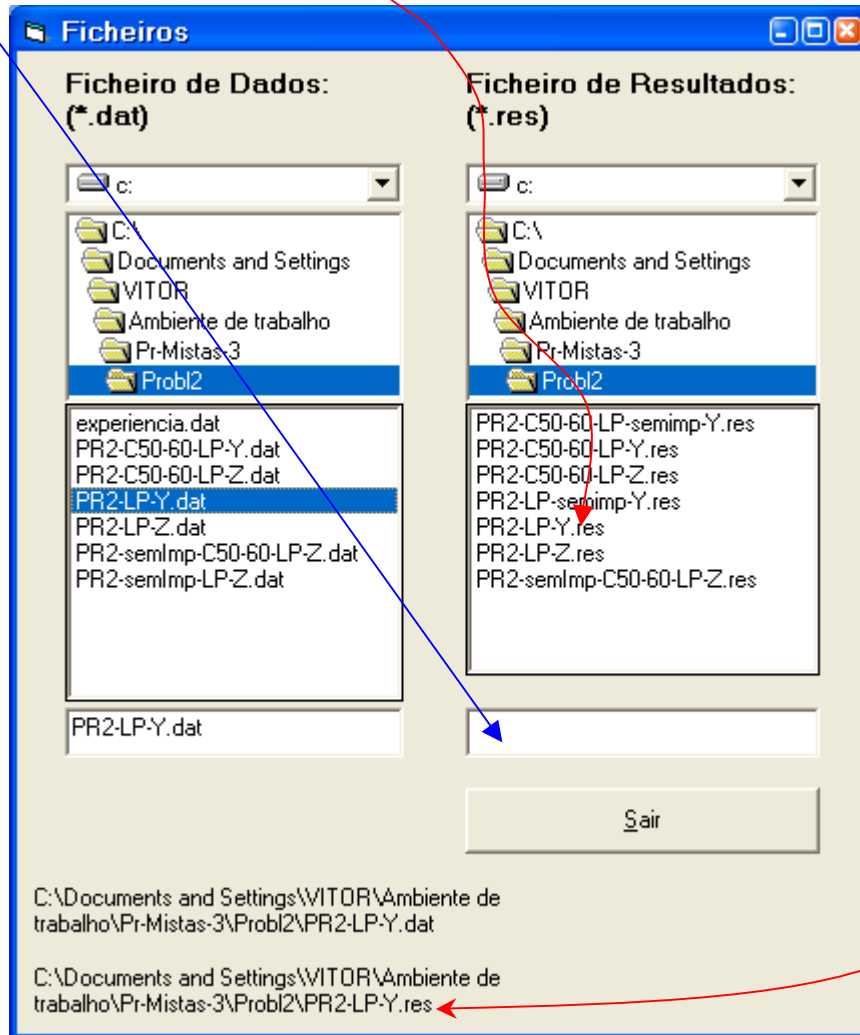 Ficheiros
Ficheiro de Dados:
(*.dat)
c:
C:\
Documents and Settings
VITOR
Ambiente de trabalho
Pr-Mistas-3
Probl2
experiencia.dat
PR2-C50-60-LP-Y.dat
PR2-C50-60-LP-Z.dat
PR2-LP-Y.dat
PR2-LP-Z.dat
PR2-semImp-C50-60-LP-Z.dat
PR2-semImp-LP-Z.dat
PR2-LP-Y.dat
Ficheiro de Resultados:
(*.res)
c:
C:\
Documents and Settings
VITOR
Ambiente de trabalho
Pr-Mistas-3
Probl2
PR2-C50-60-LP-semimp-Y.res
PR2-C50-60-LP-Y.res
PR2-C50-60-LP-Z.res
PR2-LP-semimp-Y.res
PR2-LP-Y.res
PR2-LP-Z.res
PR2-semImp-C50-60-LP-Z.res
Sair
C:\Documents and Settings\VITOR\Ambiente de
trabalho\Pr-Mistas-3\Probl2\PR2-LP-Y.dat
C:\Documents and Settings\VITOR\Ambiente de
trabalho\Pr-Mistas-3\Probl2\PR2-LP-Y.res